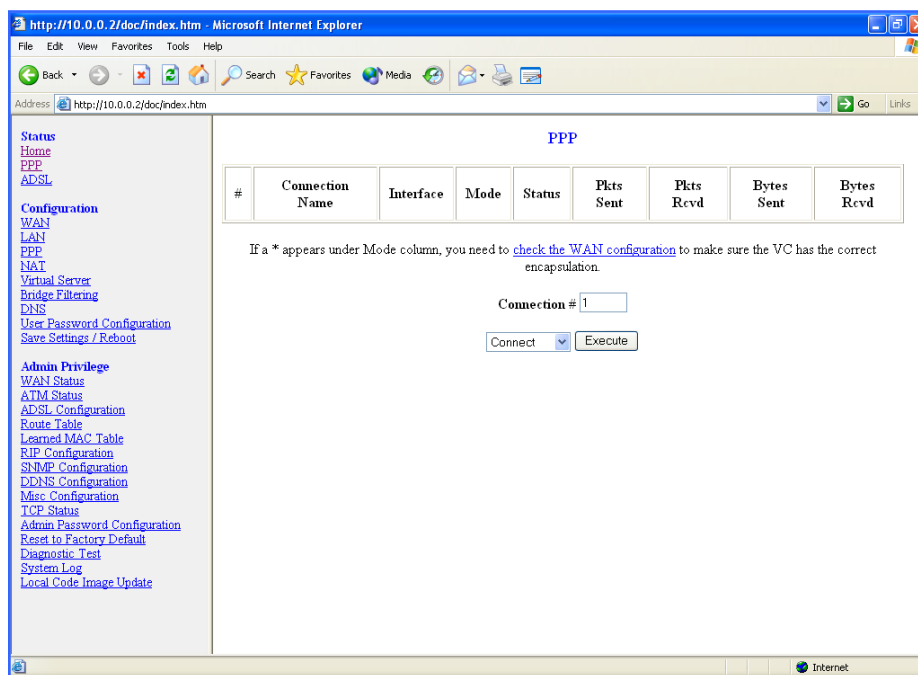 http://10.0.0.2/doc/index.htm - Microsoft Internet Explorer
File Edit View Favorites Tools Help
Back Search Favorites Media
Address http://10.0.0.2/doc/index.htm Go Links
Status
Home
PPP
ADSL
Configuration
WAN
LAN
PPP
NAT
Virtual Server
Bridge Filtering
DNS
User Password Configuration
Save Settings / Reboot
Admin Privilege
WAN Status
ATM Status
ADSL Configuration
Route Table
Learned MAC Table
RIP Configuration
SNMP Configuration
DDNS Configuration
Misc Configuration
TCP Status
Admin Password Configuration
Reset to Factory Default
Diagnostic Test
System Log
Local Code Image Update
PPP
# Connection Name Interface Mode Status Pkts Sent Pkts Rcvd Bytes Sent Bytes Rcvd
If a * appears under Mode column, you need to check the WAN configuration to make sure the VC has the correct
encapsulation.
Connection # 1
Connect Execute
Internet